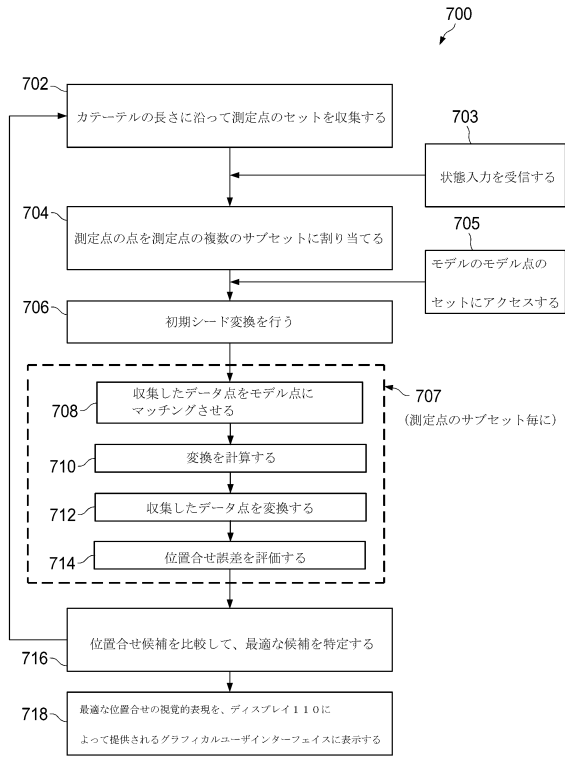 700
702
カテーテルの長さに沿って測定点のセットを収集する
703
状態入力を受信する
704
測定点の点を測定点の複数のサブセットに割り当てる
705
モデルのモデル点の
セットにアクセスする
706
初期シード変換を行う
707
(測定点のサブセット毎に)
708
収集したデータ点をモデル点に
マッチングさせる
710
変換を計算する
712
収集したデータ点を変換する
714
位置合せ誤差を評価する
716
位置合せ候補を比較して、最適な候補を特定する
718
最適な位置合せの視覚的表現を、ディスプレイ110に
よって提供されるグラフィカルユーザインターフェイスに表示する